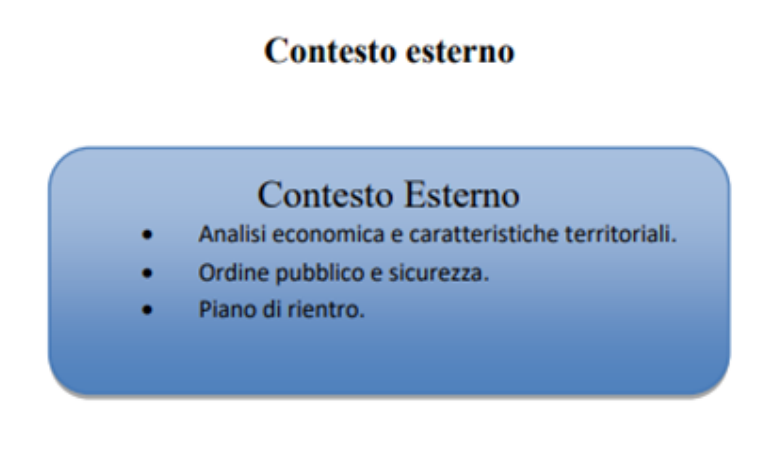 Contesto esterno
Contesto Esterno
• Analisi economica e caratteristiche territoriali.
• Ordine pubblico e sicurezza.
• Piano di rientro.